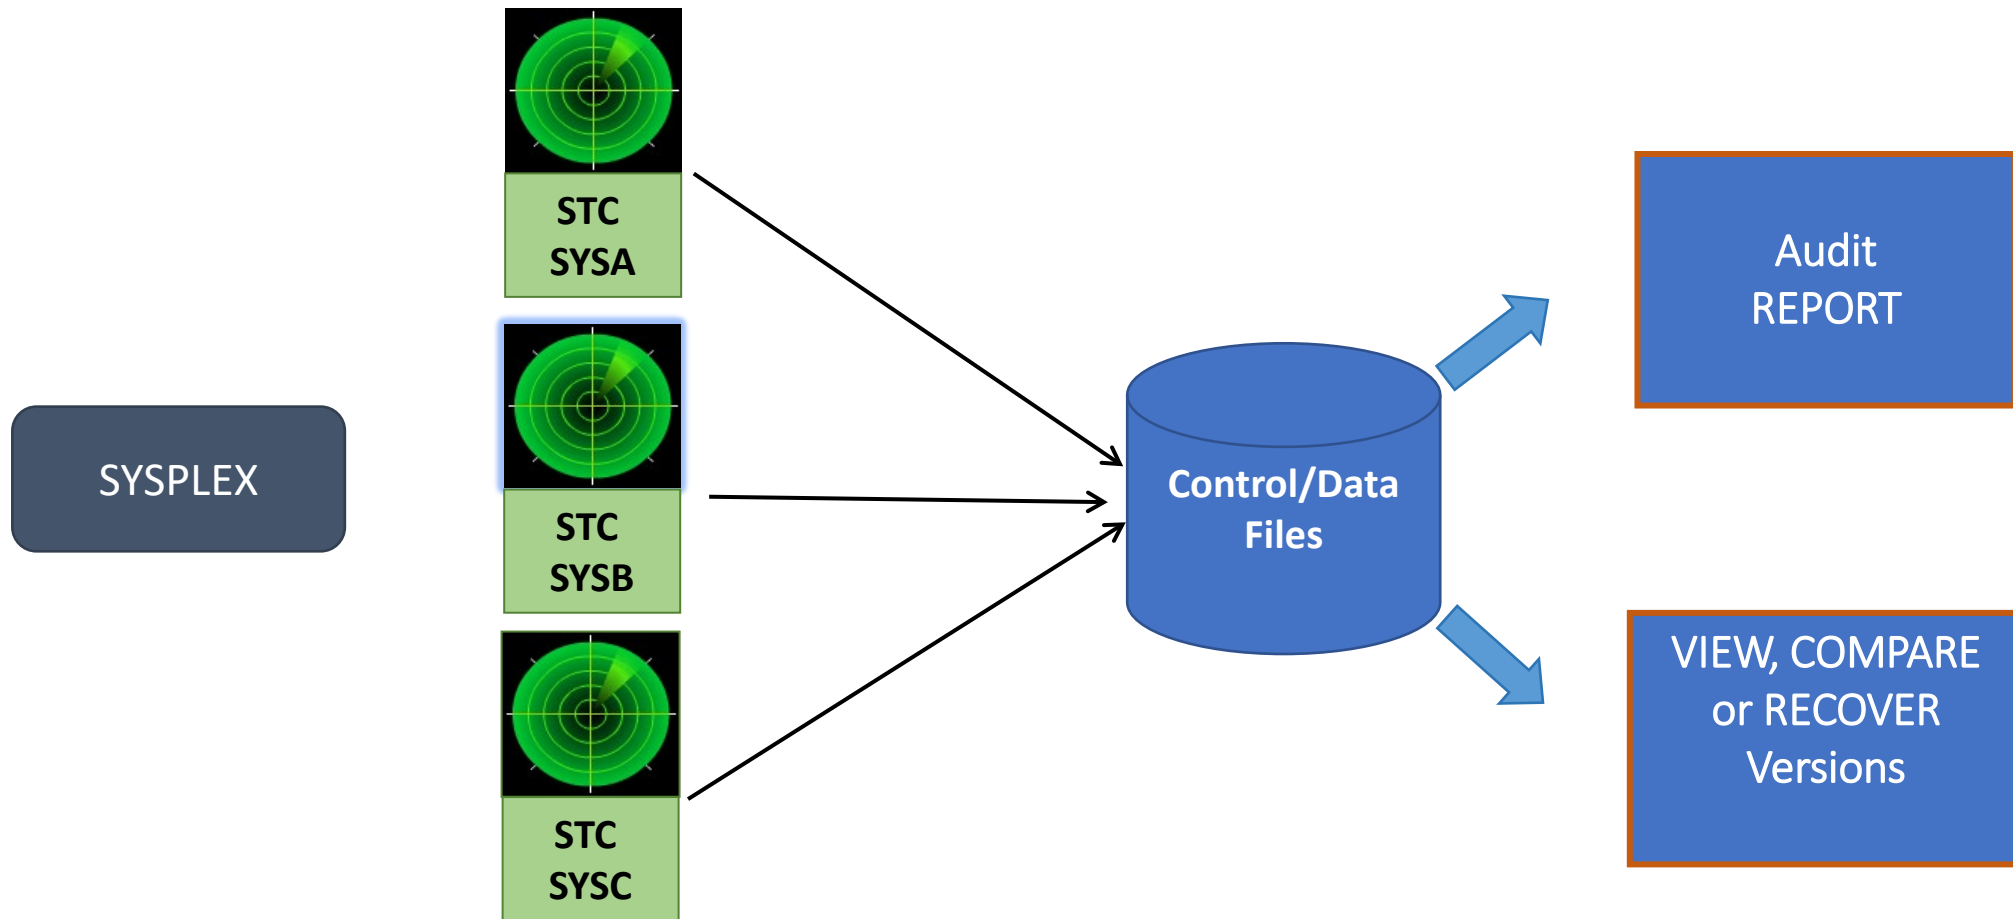 SYSPLEX
STC
SYSA
STC
SYSB
STC
SYSC
Control/Data
Files
Audit
REPORT
VIEW, COMPARE
or RECOVER
Versions